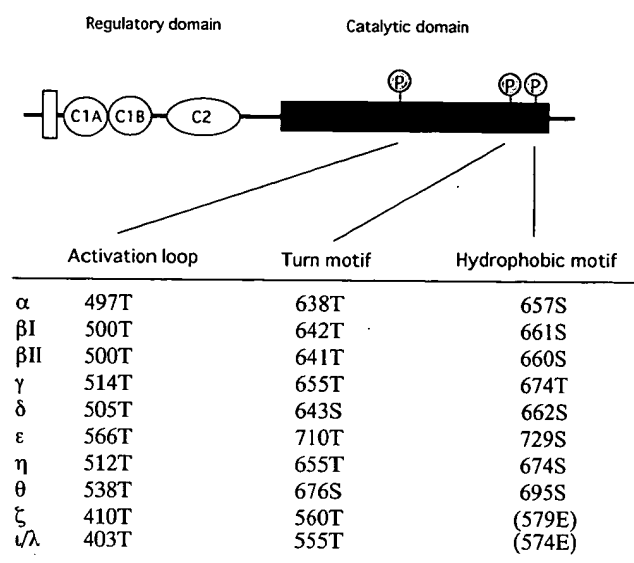 Regulatory domain Catalytic domain
P P P
C1A C1B C2
Activation loop Turn motif Hydrophobic motif
α 497T 638T 657S
βI 500T 642T 661S
βII 500T 641T 660S
γ 514T 655T 674T
δ 505T 643S 662S
ε 566T 710T 729S
η 512T 655T 674S
θ 538T 676S 695S
ζ 410T 560T (579E)
ι/λ 403T 555T (574E)